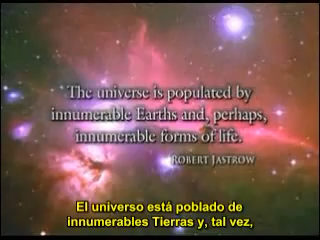 The universe is populated by
innumerable Earths and, perhaps,
innumerable forms of life.
ROBERT JASTROW
El universo está poblado de
innumerables Tierras y, tal vez,